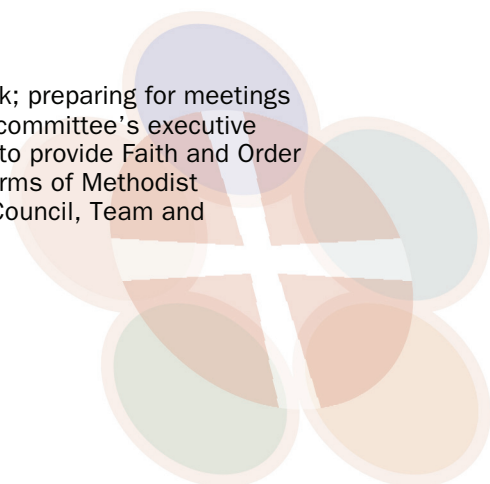 k; preparing for meetings
committee's executive
to provide Faith and Order
rms of Methodist
Council, Team and